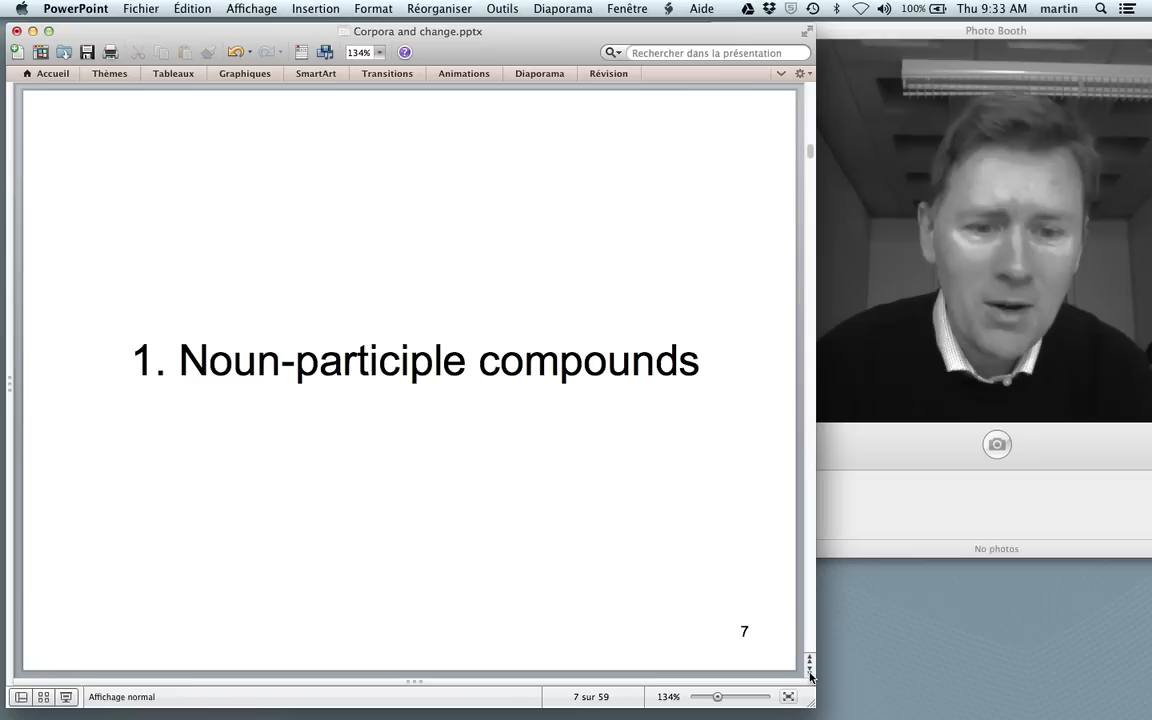 PowerPoint Fichier Édition Affichage Insertion Format Réorganiser Outils Diaporama Fenêtre Aide 100% Thu 9:33 AM martin
Corpora and change.pptx
134%
Rechercher dans la présentation
Accueil Thèmes Tableaux Graphiques SmartArt Transitions Animations Diaporama Révision
1. Noun-participle compounds
7
Affichage normal 7 sur 59 134%
Photo Booth
No photos